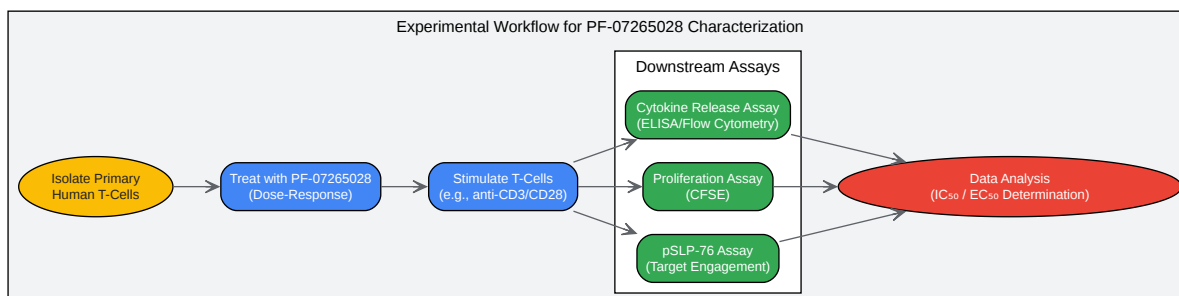 Experimental Workflow for PF-07265028 Characterization
Downstream Assays
Isolate Primary
Human T-Cells
Treat with PF-07265028
(Dose-Response)
Stimulate T-Cells
(e.g., anti-CD3/CD28)
Cytokine Release Assay
(ELISA/Flow Cytometry)
Proliferation Assay
(CFSE)
pSLP-76 Assay
(Target Engagement)
Data Analysis
(IC₅₀ / EC₅₀ Determination)